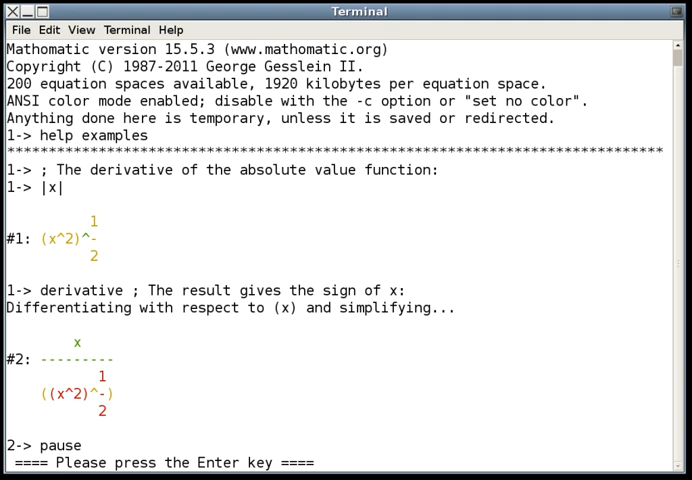 Terminal
File Edit View Terminal Help
Mathomatic version 15.5.3 (www.mathomatic.org)
Copyright (C) 1987-2011 George Gesslein II.
200 equation spaces available, 1920 kilobytes per equation space.
ANSI color mode enabled; disable with the -c option or "set no color".
Anything done here is temporary, unless it is saved or redirected.
1-> help examples
*******************************************************************************
1-> ; The derivative of the absolute value function:
1-> |x|
1
#1: (x^2)^-
2
1-> derivative ; The result gives the sign of x:
Differentiating with respect to (x) and simplifying...
x
#2: ---------
1
((x^2)^-)
2
2-> pause
==== Please press the Enter key ====